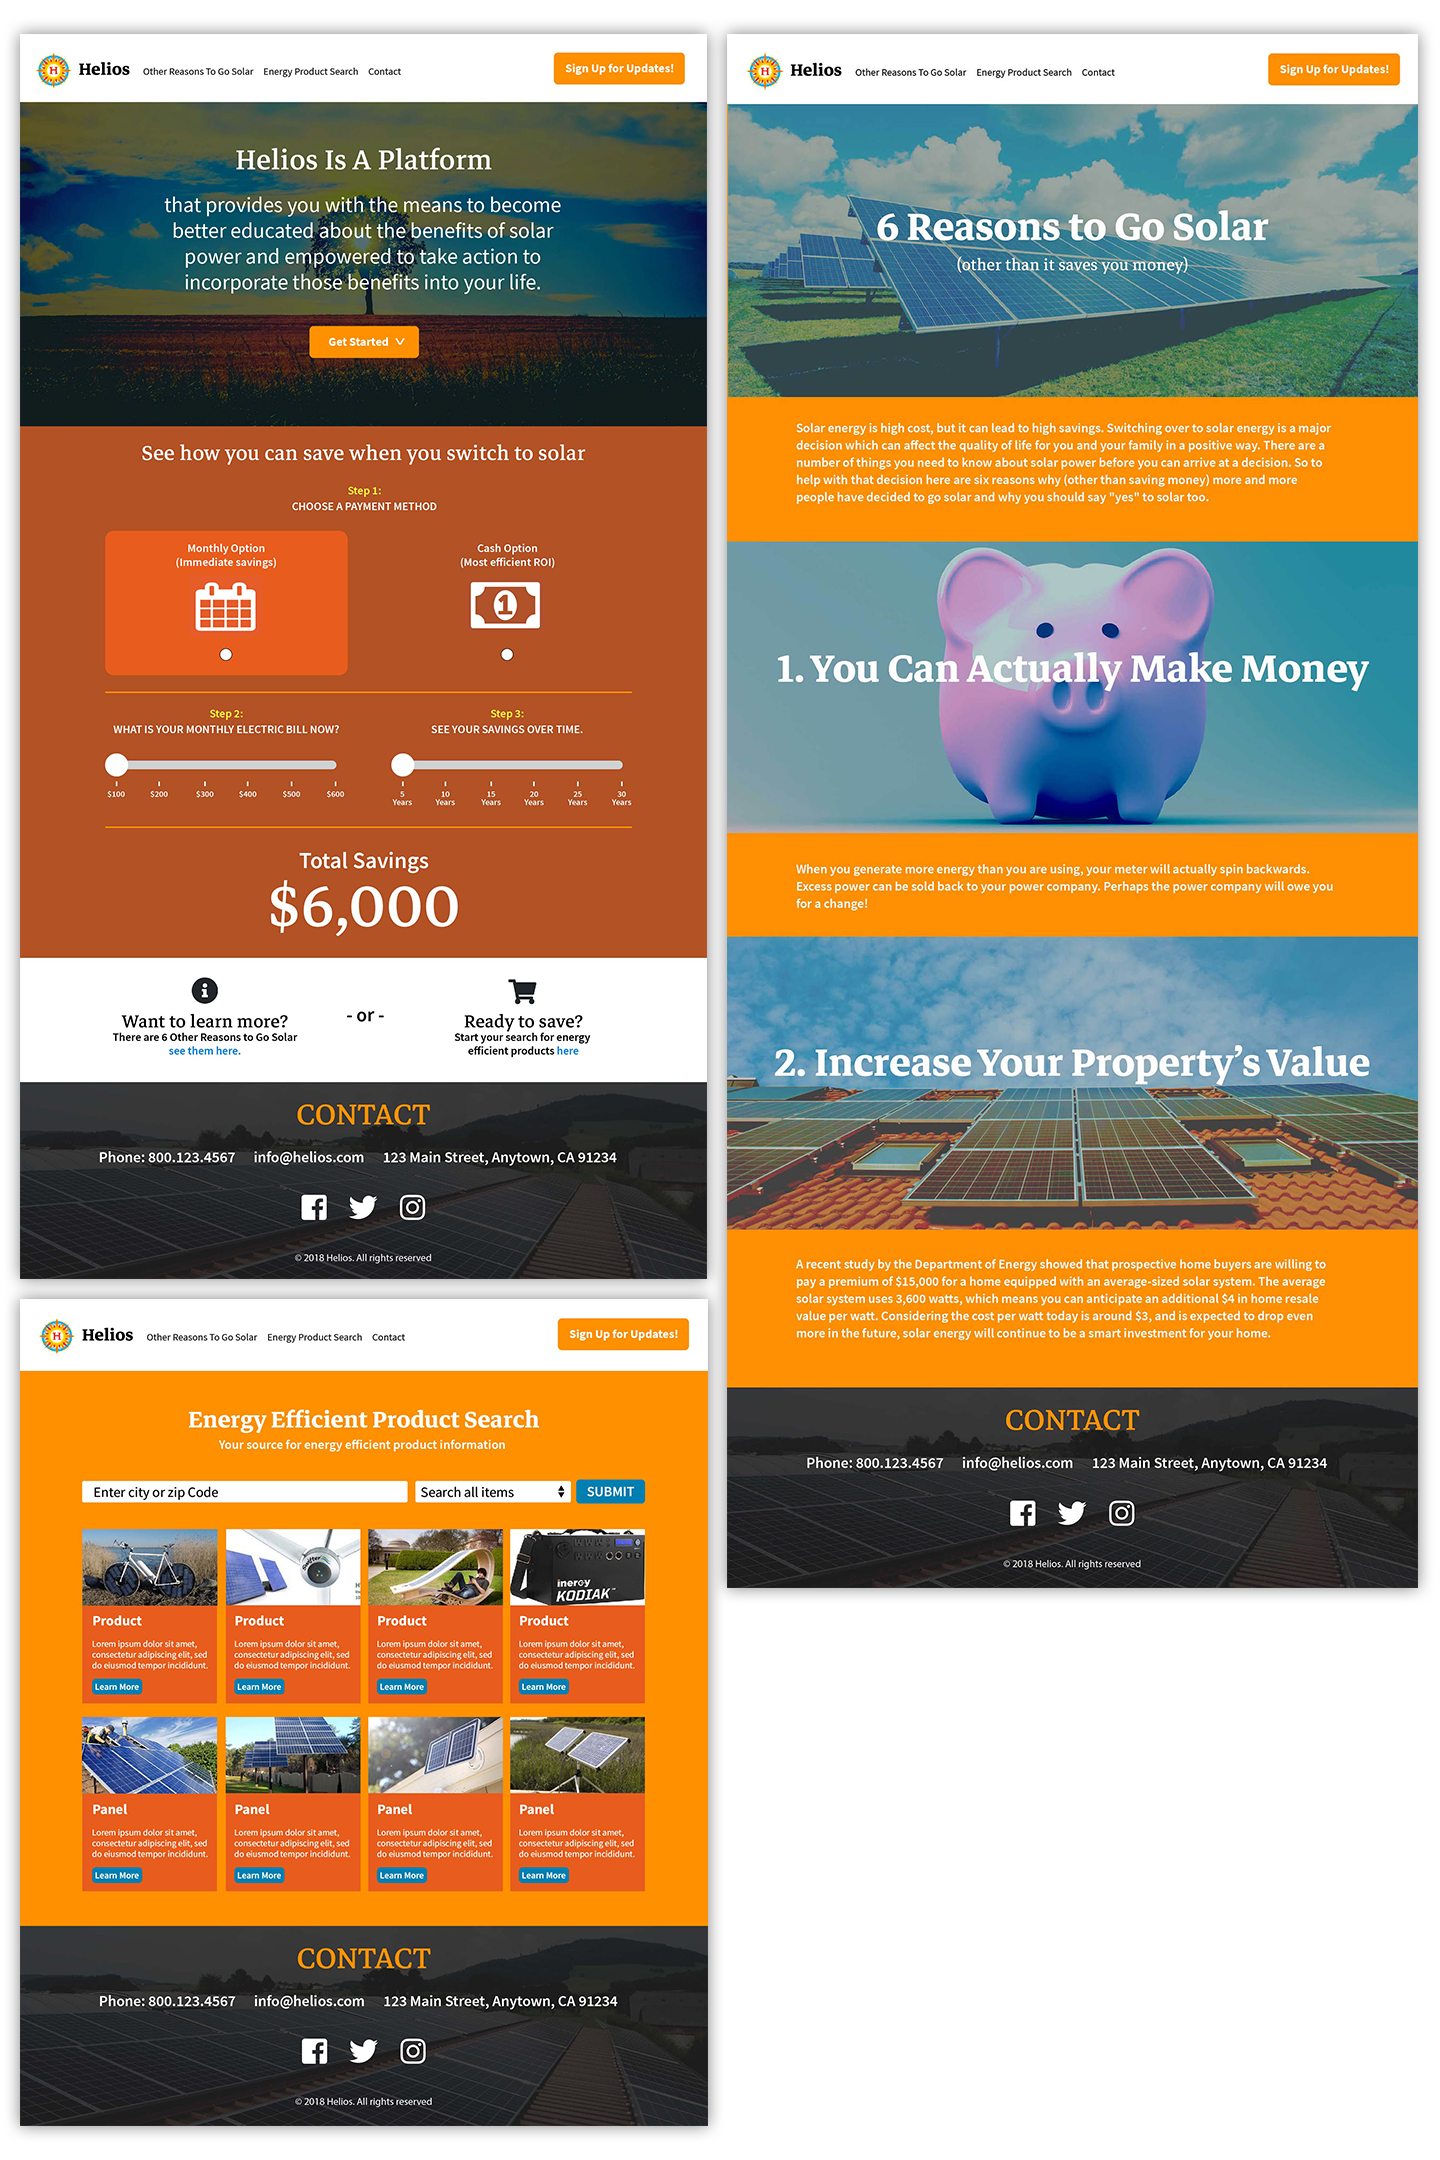 Helios
Other Reasons To Go Solar Energy Product Search Contact
Sign Up for Updates!
Helios Is A Platform
that provides you with the means to become
better educated about the benefits of solar
power and empowered to take action to
incorporate those benefits into your life.
Get Started
See how you can save when you switch to solar
Step 1:
CHOOSE A PAYMENT METHOD
Monthly Option
(Immediate savings)
Cash Option
(Most efficient ROI)
1
Step 2:
WHAT IS YOUR MONTHLY ELECTRIC BILL NOW?
$100 $200 $300 $400 $500 $600
Step 3:
SEE YOUR SAVINGS OVER TIME.
5 10 15 20 25 30
Years Years Years Years Years Years
Total Savings
$6,000
Want to learn more?
There are 6 Other Reasons to Go Solar
see them here.
- or -
Ready to save?
Start your search for energy
efficient products here
CONTACT
Phone: 800.123.4567 info@helios.com 123 Main Street, Anytown, CA 91234
© 2018 Helios. All rights reserved
Helios
Other Reasons To Go Solar Energy Product Search Contact
Sign Up for Updates!
Energy Efficient Product Search
Your source for energy efficient product information
Enter city or zip Code
Search all items
SUBMIT
inergy
KODIAK
Product
Lorem ipsum dolor sit amet,
consectetur adipiscing elit, sed
do eiusmod tempor incididunt.
Learn More
Product
Lorem ipsum dolor sit amet,
consectetur adipiscing elit, sed
do eiusmod tempor incididunt.
Learn More
Product
Lorem ipsum dolor sit amet,
consectetur adipiscing elit, sed
do eiusmod tempor incididunt.
Learn More
Product
Lorem ipsum dolor sit amet,
consectetur adipiscing elit, sed
do eiusmod tempor incididunt.
Learn More
Panel
Lorem ipsum dolor sit amet,
consectetur adipiscing elit, sed
do eiusmod tempor incididunt.
Learn More
Panel
Lorem ipsum dolor sit amet,
consectetur adipiscing elit, sed
do eiusmod tempor incididunt.
Learn More
Panel
Lorem ipsum dolor sit amet,
consectetur adipiscing elit, sed
do eiusmod tempor incididunt.
Learn More
Panel
Lorem ipsum dolor sit amet,
consectetur adipiscing elit, sed
do eiusmod tempor incididunt.
Learn More
CONTACT
Phone: 800.123.4567 info@helios.com 123 Main Street, Anytown, CA 91234
© 2018 Helios. All rights reserved
Helios
Other Reasons To Go Solar Energy Product Search Contact
Sign Up for Updates!
6 Reasons to Go Solar
(other than it saves you money)
Solar energy is high cost, but it can lead to high savings. Switching over to solar energy is a major
decision which can affect the quality of life for you and your family in a positive way. There are a
number of things you need to know about solar power before you can arrive at a decision. So to
help with that decision here are six reasons why (other than saving money) more and more
people have decided to go solar and why you should say "yes" to solar too.
1. You Can Actually Make Money
When you generate more energy than you are using, your meter will actually spin backwards.
Excess power can be sold back to your power company. Perhaps the power company will owe you
for a change!
2. Increase Your Property’s Value
A recent study by the Department of Energy showed that prospective home buyers are willing to
pay a premium of $15,000 for a home equipped with an average-sized solar system. The average
solar system uses 3,600 watts, which means you can anticipate an additional $4 in home resale
value per watt. Considering the cost per watt today is around $3, and is expected to drop even
more in the future, solar energy will continue to be a smart investment for your home.
CONTACT
Phone: 800.123.4567 info@helios.com 123 Main Street, Anytown, CA 91234
© 2018 Helios. All rights reserved